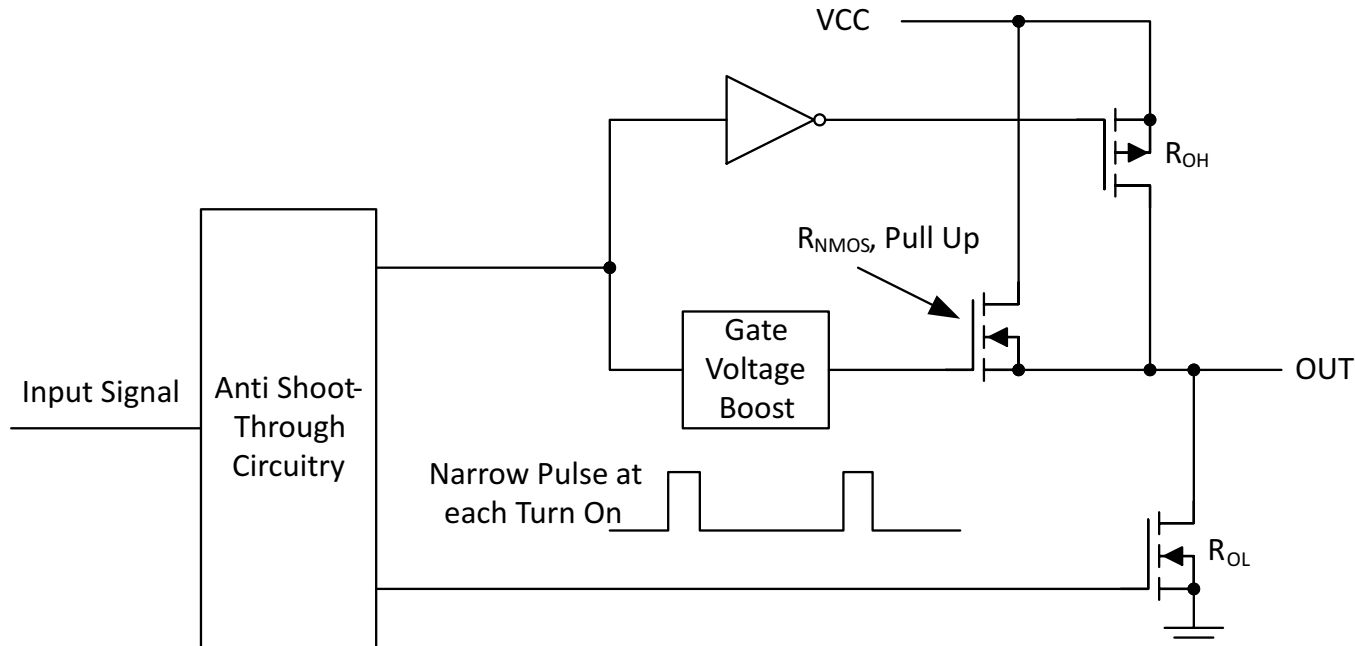 VCC
R_OH
R_NMOS, Pull Up
Gate
Voltage
Boost
OUT
Input Signal
Anti Shoot-
Through
Circuitry
Narrow Pulse at
each Turn On
R_OL